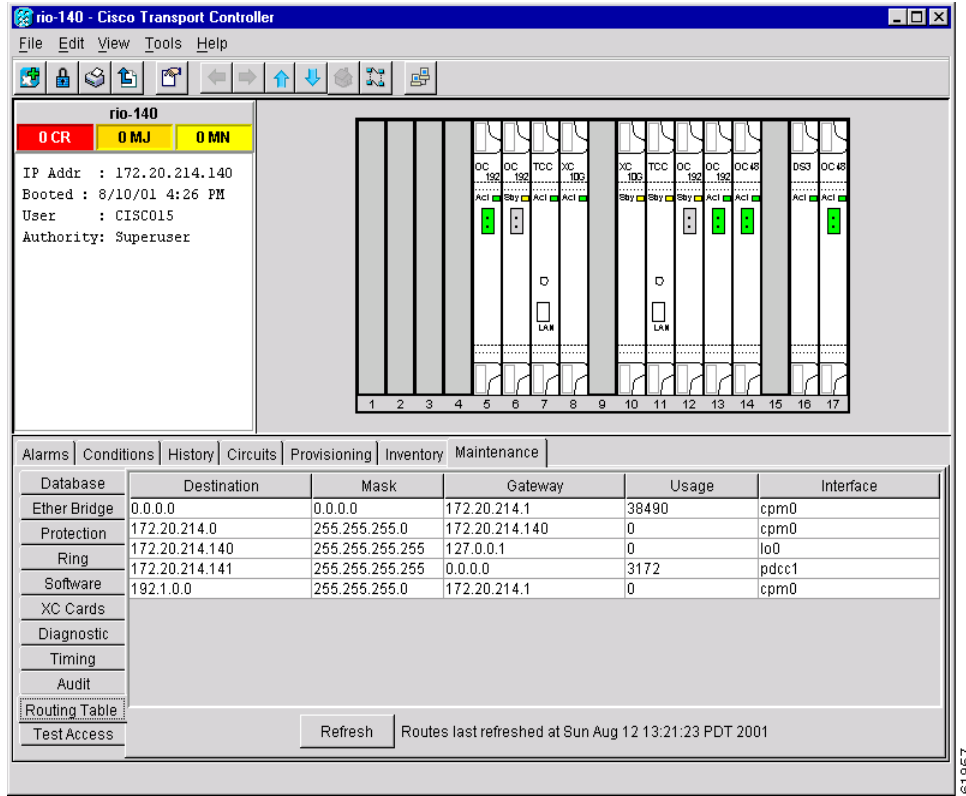 rio-140 - Cisco Transport Controller
File Edit View Tools Help
rio-140
0 CR 0 MJ 0 MN
IP Addr : 172.20.214.140
Booted : 8/10/01 4:26 PM
User : CISCO15
Authority: Superuser
OC 192 OC 192 TCC XC 10G XC 10G TCC OC 192 OC 192 OC48 DS3 OC48
Act Sby Act Act Sby Sby Sby Act Act Act Act
LAN LAN
1 2 3 4 5 6 7 8 9 10 11 12 13 14 15 16 17
Alarms Conditions History Circuits Provisioning Inventory Maintenance
Database
Ether Bridge
Protection
Ring
Software
XC Cards
Diagnostic
Timing
Audit
Routing Table
Test Access
Destination Mask Gateway Usage Interface
0.0.0.0 0.0.0.0 172.20.214.1 38490 cpm0
172.20.214.0 255.255.255.0 172.20.214.140 0 cpm0
172.20.214.140 255.255.255.255 127.0.0.1 0 lo0
172.20.214.141 255.255.255.255 0.0.0.0 3172 pdcc1
192.1.0.0 255.255.255.0 172.20.214.1 0 cpm0
Refresh Routes last refreshed at Sun Aug 12 13:21:23 PDT 2001
61957